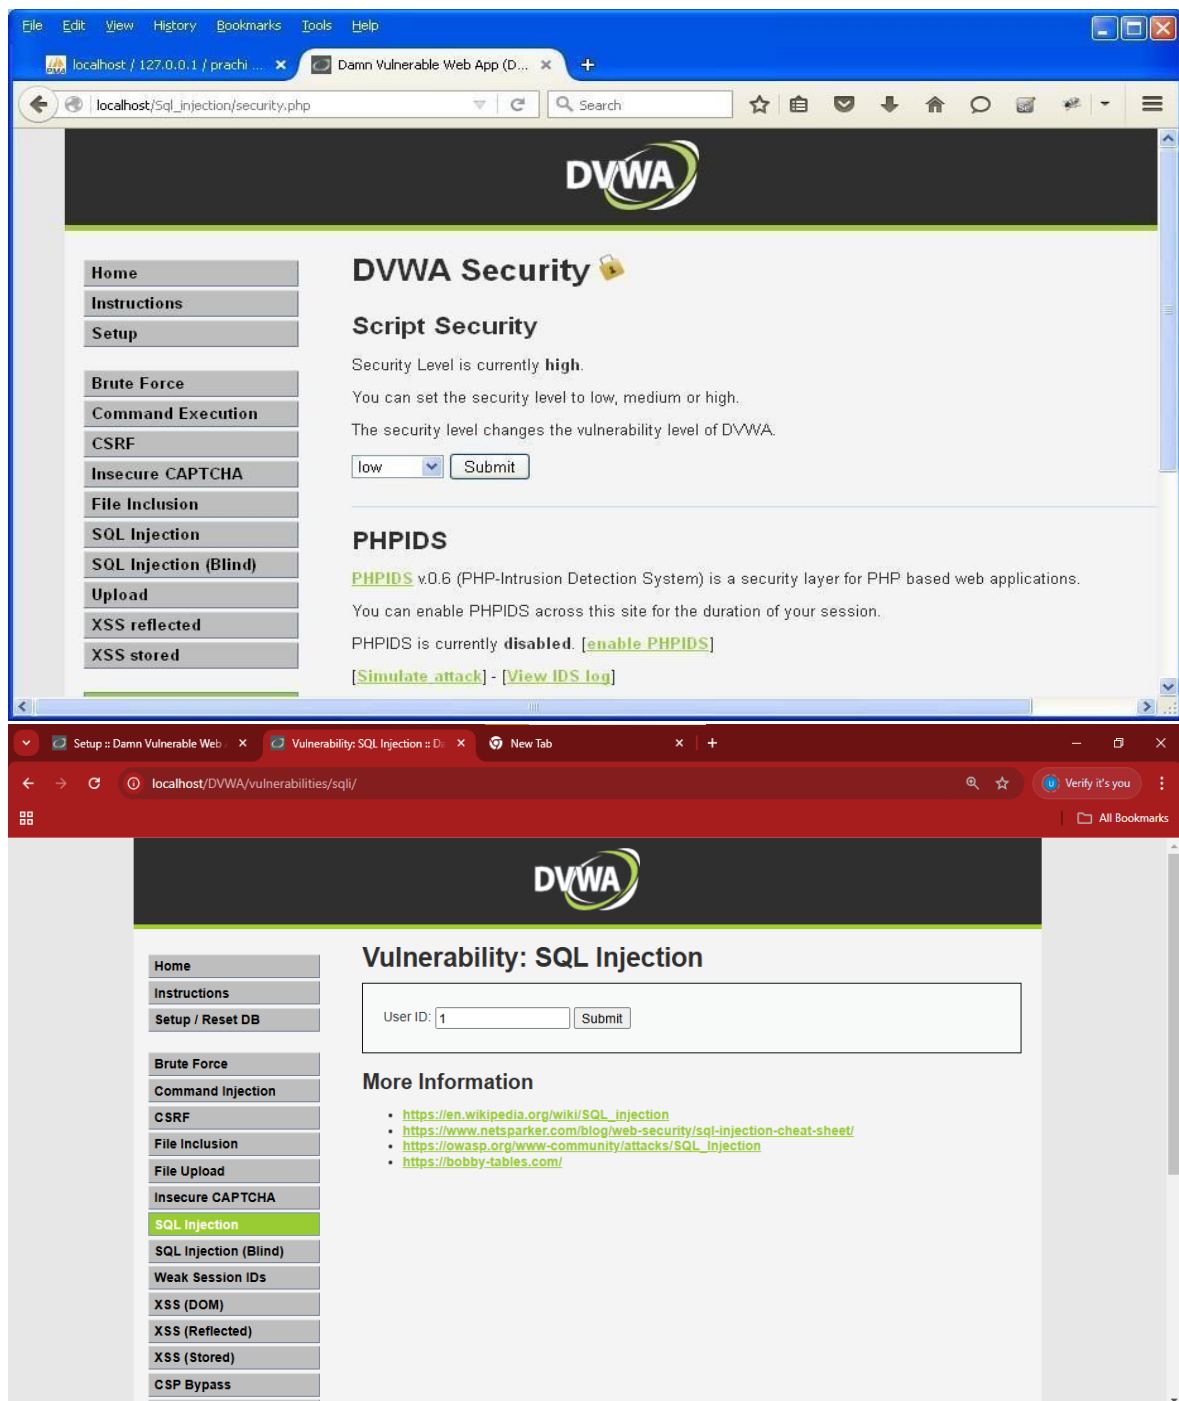 File Edit View History Bookmarks Tools Help
localhost / 127.0.0.1 / prachi ... Damn Vulnerable Web App (D...
localhost/Sql_injection/security.php Search
DVWA
Home
Instructions
Setup
Brute Force
Command Execution
CSRF
Insecure CAPTCHA
File Inclusion
SQL Injection
SQL Injection (Blind)
Upload
XSS reflected
XSS stored
DVWA Security
Script Security
Security Level is currently high.
You can set the security level to low, medium or high.
The security level changes the vulnerability level of DVWA.
low Submit
PHPIDS
PHPIDS v.0.6 (PHP-Intrusion Detection System) is a security layer for PHP based web applications.
You can enable PHPIDS across this site for the duration of your session.
PHPIDS is currently disabled. [enable PHPIDS]
[Simulate attack] - [View IDS log]
Setup :: Damn Vulnerable Web Vulnerability: SQL Injection :: Da New Tab
localhost/DVWA/vulnerabilities/sqli/ U Verify it's you
All Bookmarks
DVWA
Home
Instructions
Setup / Reset DB
Brute Force
Command Injection
CSRF
File Inclusion
File Upload
Insecure CAPTCHA
SQL Injection
SQL Injection (Blind)
Weak Session IDs
XSS (DOM)
XSS (Reflected)
XSS (Stored)
CSP Bypass
Vulnerability: SQL Injection
User ID: 1 Submit
More Information
https://en.wikipedia.org/wiki/SQL_injection
https://www.netsparker.com/blog/web-security/sql-injection-cheat-sheet/
https://owasp.org/www-community/attacks/SQL_Injection
https://bobby-tables.com/